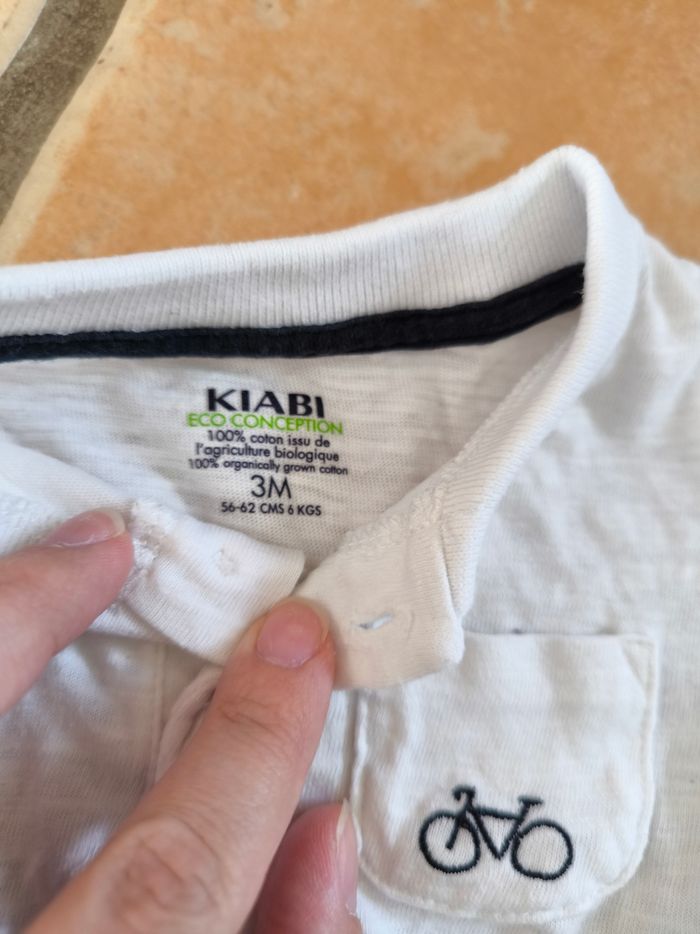 KIABI
ECO CONCEPTION
100% coton issu de
l'agriculture biologique
100% organically grown cotton
3M
56-62 CMS 6 KGS